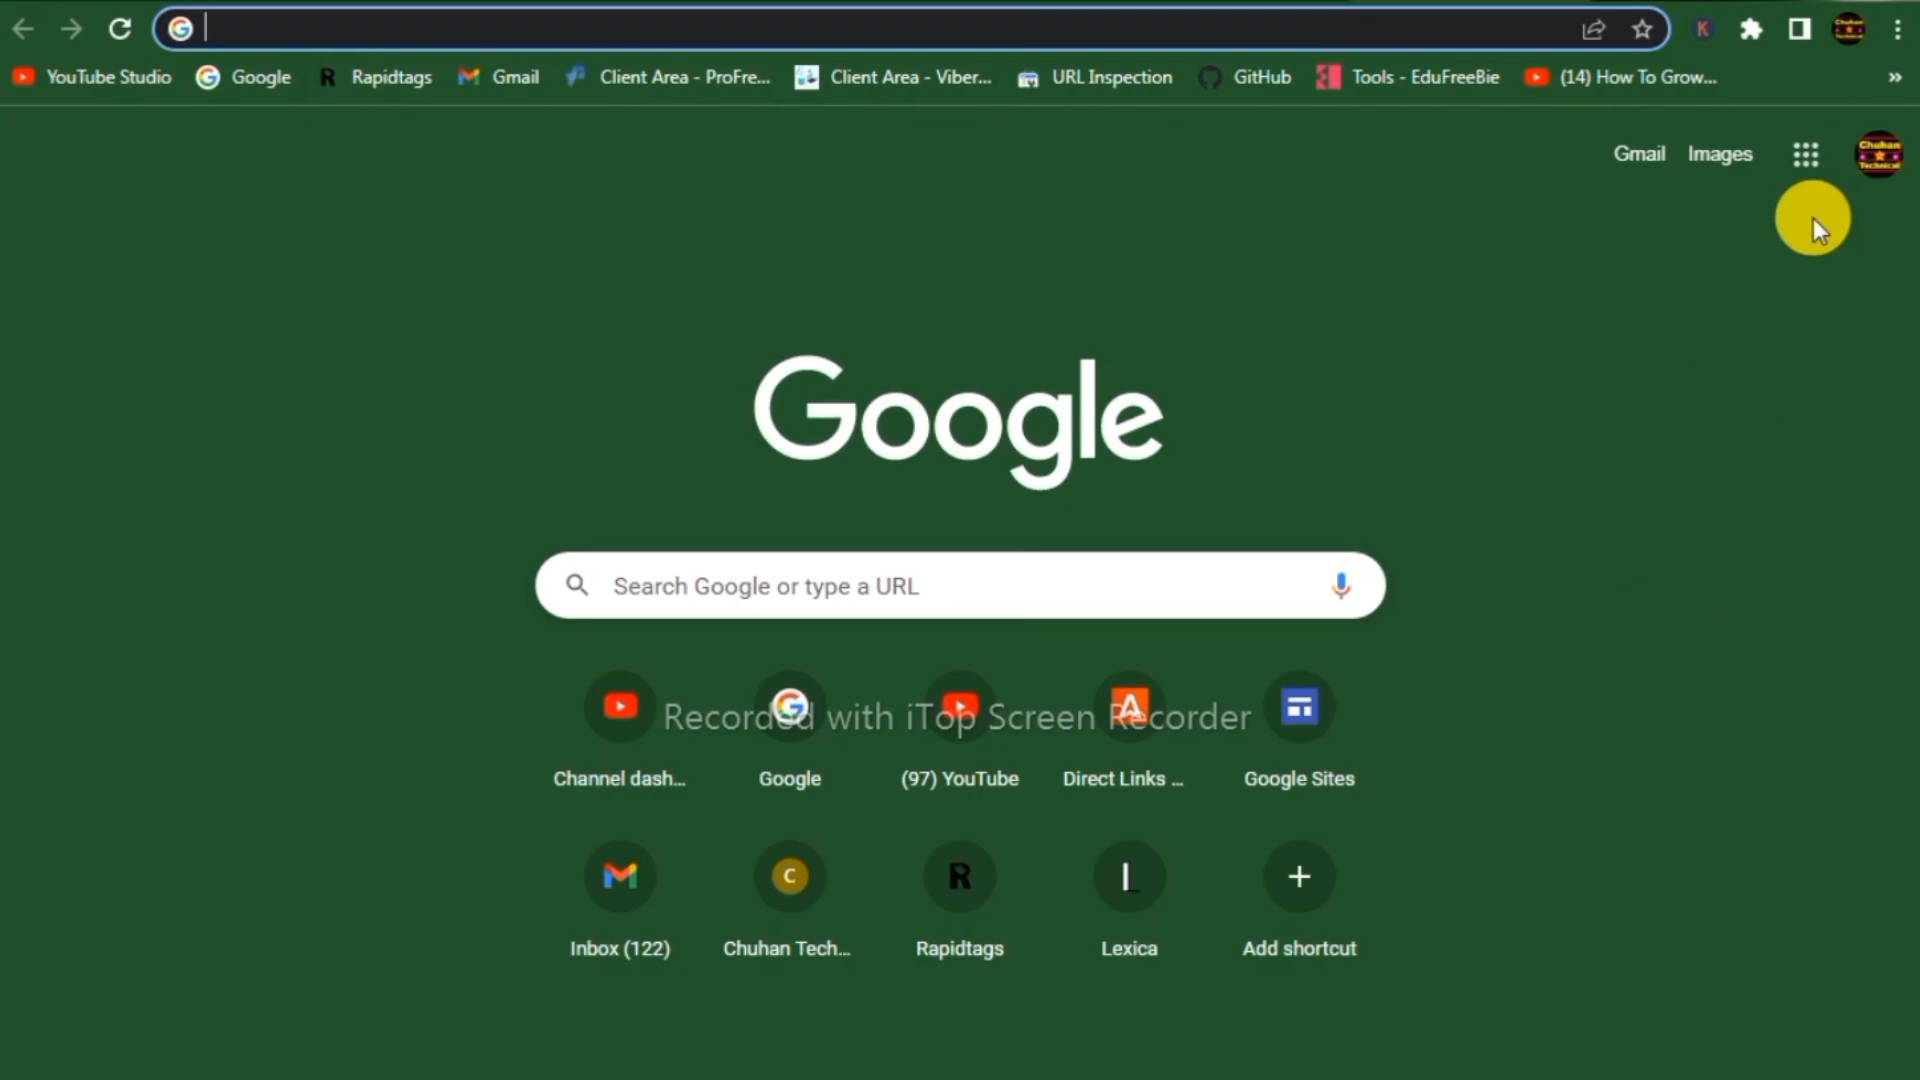 YouTube Studio Google Rapidtags Gmail Client Area - ProFre... Client Area - Viber... URL Inspection GitHub Tools - EduFreeBie (14) How To Grow... »
Gmail Images
Chuhan
Technical
Google
Search Google or type a URL
Recorded with iTop Screen Recorder
Channel dash... Google (97) YouTube Direct Links ... Google Sites
Inbox (122) Chuhan Tech... Rapidtags Lexica Add shortcut